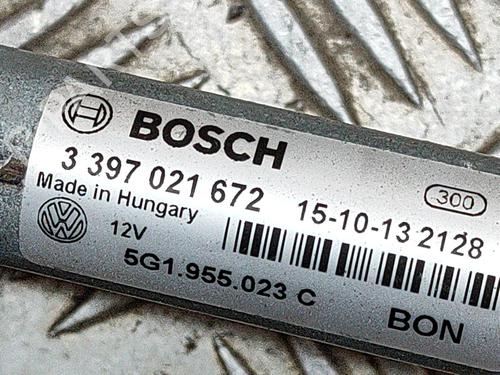 BOSCH
3 397 021 672 15-10-13 2128
300
Made in Hungary
12V
5G1.955.023 C
BON